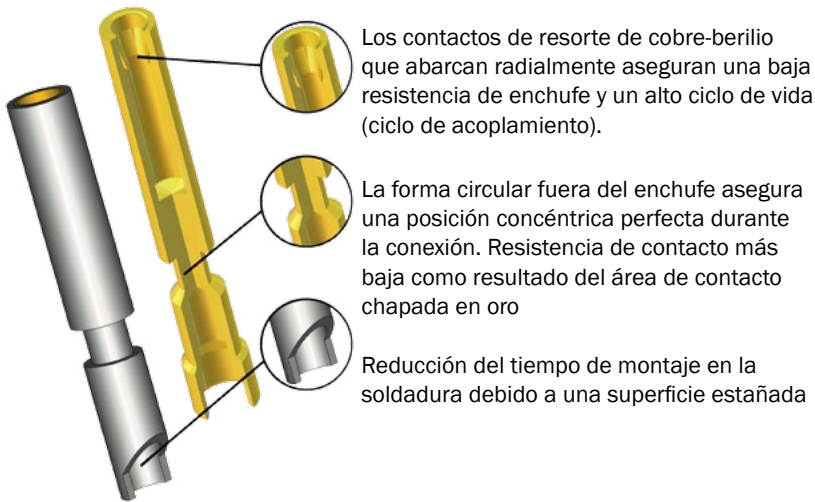 Los contactos de resorte de cobre-berilio
que abarcan radialmente aseguran una baja
resistencia de enchufe y un alto ciclo de vida
(ciclo de acoplamiento).
La forma circular fuera del enchufe asegura
una posición concéntrica perfecta durante
la conexión. Resistencia de contacto más
baja como resultado del área de contacto
chapada en oro
Reducción del tiempo de montaje en la
soldadura debido a una superficie estañada